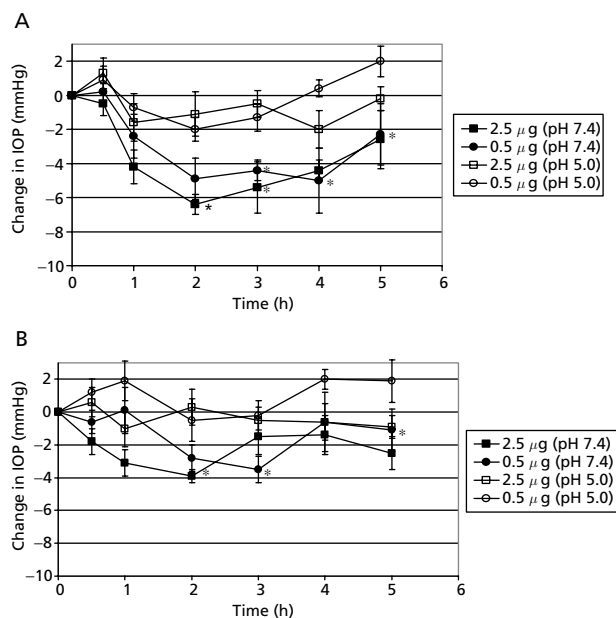 A
Change in IOP (mmHg)
2
0
−2
−4
−6
−8
−10
0 1 2 3 4 5 6
Time (h)
*
*
*
*
*
2.5 μg (pH 7.4)
0.5 μg (pH 7.4)
2.5 μg (pH 5.0)
0.5 μg (pH 5.0)
B
Change in IOP (mmHg)
2
0
−2
−4
−6
−8
−10
0 1 2 3 4 5 6
Time (h)
*
*
*
2.5 μg (pH 7.4)
0.5 μg (pH 7.4)
2.5 μg (pH 5.0)
0.5 μg (pH 5.0)